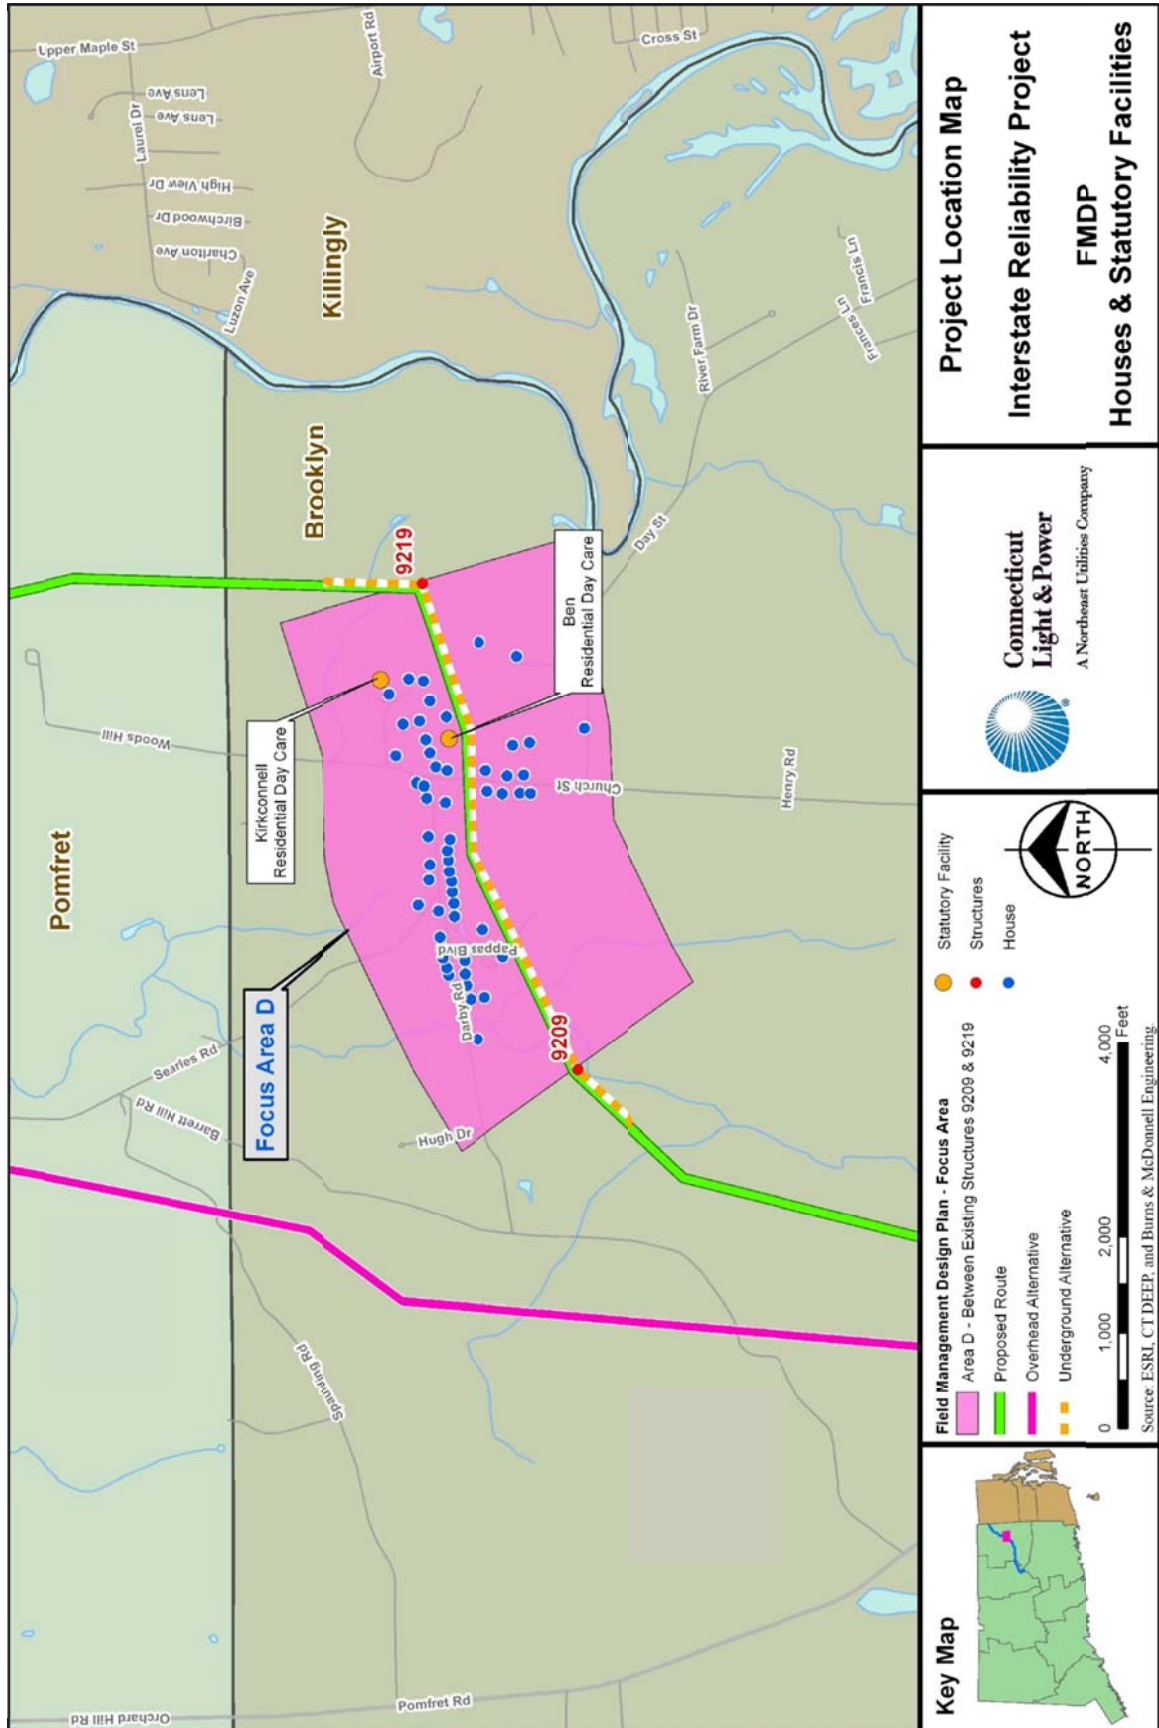 Upper Maple St
Airport Rd
Cross St
Lens Ave
Lens Ave
Laurel Dr
High View Dr
Birchwood Dr
Charlton Ave
Luzon Ave
Killingly
Brooklyn
Pomfret
River Farm Dr
Frances Ln
Francis Ln
Day St
9219
Ben
Residential Day Care
Kirkconnell
Residential Day Care
Woods Hill
Church St
Henry Rd
Pappas Blvd
Darby Rd
9209
Focus Area D
Searles Rd
Barrett Hill Rd
Hugh Dr
Spaulding Rd
Pomfret Rd
Orchard Hill Rd
Key Map
Field Management Design Plan - Focus Area
Area D - Between Existing Structures 9209 & 9219
Proposed Route
Overhead Alternative
Underground Alternative
Statutory Facility
Structures
House
0 1,000 2,000 4,000
Feet
Source: ESRI, CT DEEP, and Burns & McDonnell Engineering.
NORTH
Connecticut
Light & Power
A Northeast Utilities Company
®
Project Location Map
Interstate Reliability Project
FMDP
Houses & Statutory Facilities